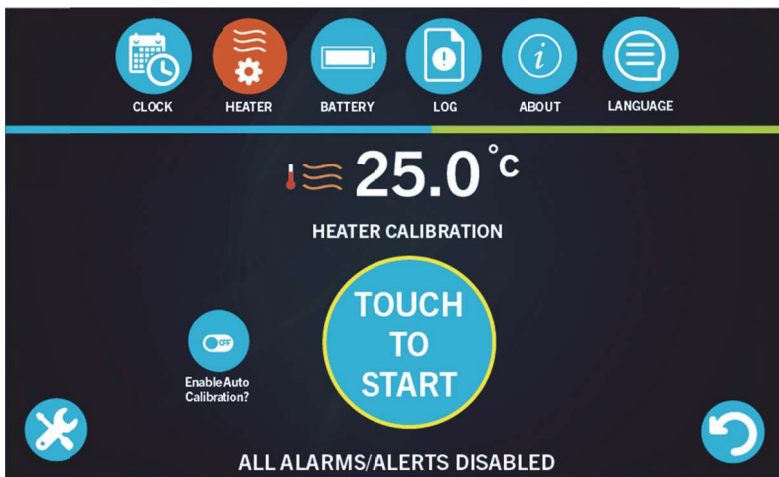 CLOCK HEATER BATTERY LOG ABOUT LANGUAGE
25.0°C
HEATER CALIBRATION
TOUCH
TO
START
OFF
Enable Auto
Calibration?
ALL ALARMS/ALERTS DISABLED